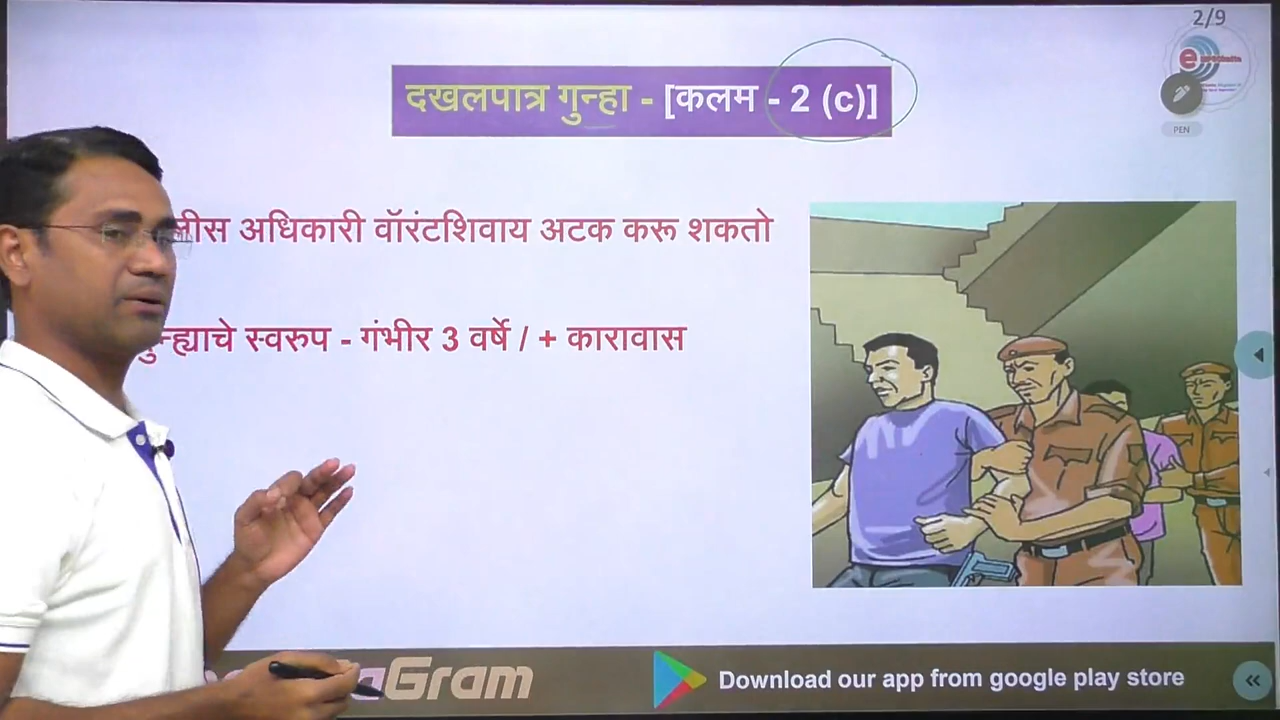 2/9
दखलपात्र गुन्हा - [कलम - 2 (c)]
PEN
अधिकारी वॉरंटशिवाय अटक करू शकतो
स्वरुप - गंभीर 3 वर्षे / + कारावास
Gram
Download our app from google play store